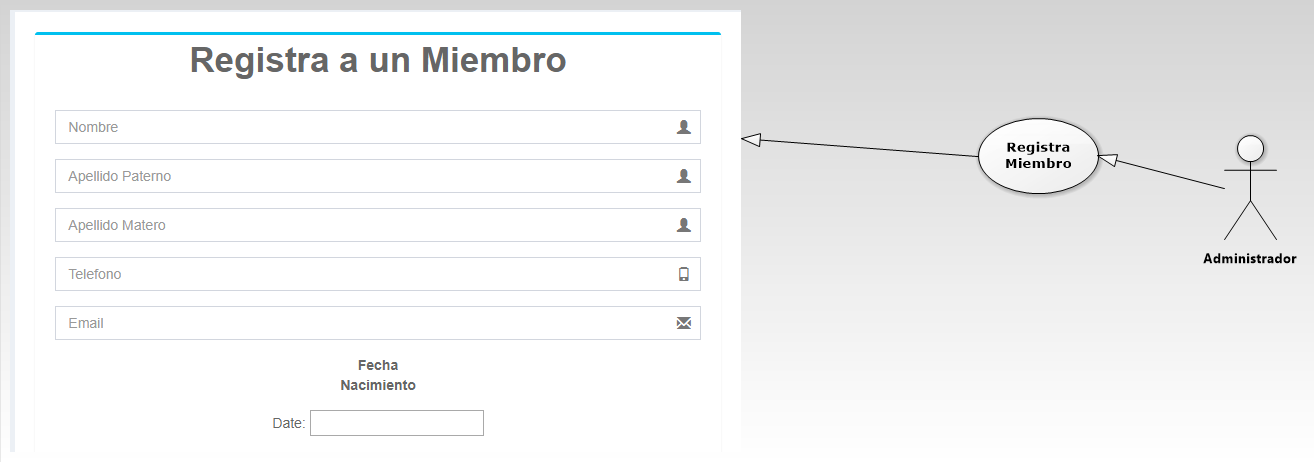 Registra a un Miembro
Nombre
Apellido Paterno
Apellido Matero
Telefono
Email
Fecha
Nacimiento
Date:
Registra
Miembro
Administrador